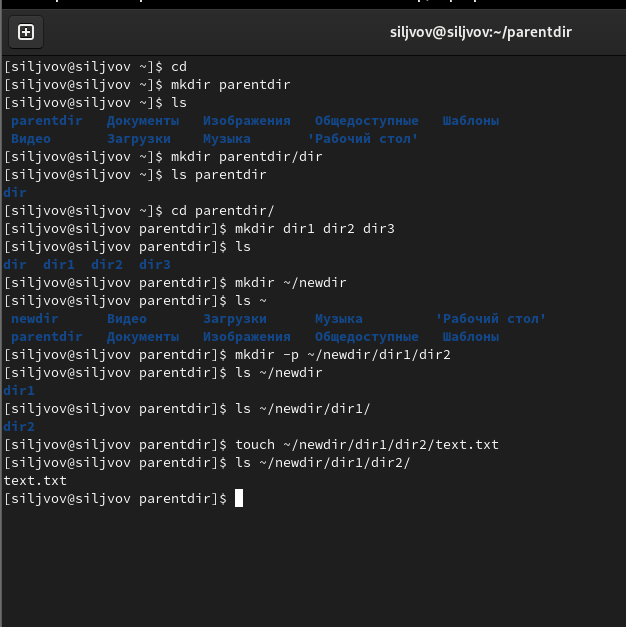 siljvov@siljvov:~/parentdir
[siljvov@siljvov ~]$ cd
[siljvov@siljvov ~]$ mkdir parentdir
[siljvov@siljvov ~]$ ls
parentdir Документы Изображения Общедоступные Шаблоны
Видео Загрузки Музыка 'Рабочий стол'
[siljvov@siljvov ~]$ mkdir parentdir/dir
[siljvov@siljvov ~]$ ls parentdir
dir
[siljvov@siljvov ~]$ cd parentdir/
[siljvov@siljvov parentdir]$ mkdir dir1 dir2 dir3
[siljvov@siljvov parentdir]$ ls
dir dir1 dir2 dir3
[siljvov@siljvov parentdir]$ mkdir ~/newdir
[siljvov@siljvov parentdir]$ ls ~
newdir Видео Загрузки Музыка 'Рабочий стол'
parentdir Документы Изображения Общедоступные Шаблоны
[siljvov@siljvov parentdir]$ mkdir -p ~/newdir/dir1/dir2
[siljvov@siljvov parentdir]$ ls ~/newdir
dir1
[siljvov@siljvov parentdir]$ ls ~/newdir/dir1/
dir2
[siljvov@siljvov parentdir]$ touch ~/newdir/dir1/dir2/text.txt
[siljvov@siljvov parentdir]$ ls ~/newdir/dir1/dir2/
text.txt
[siljvov@siljvov parentdir]$